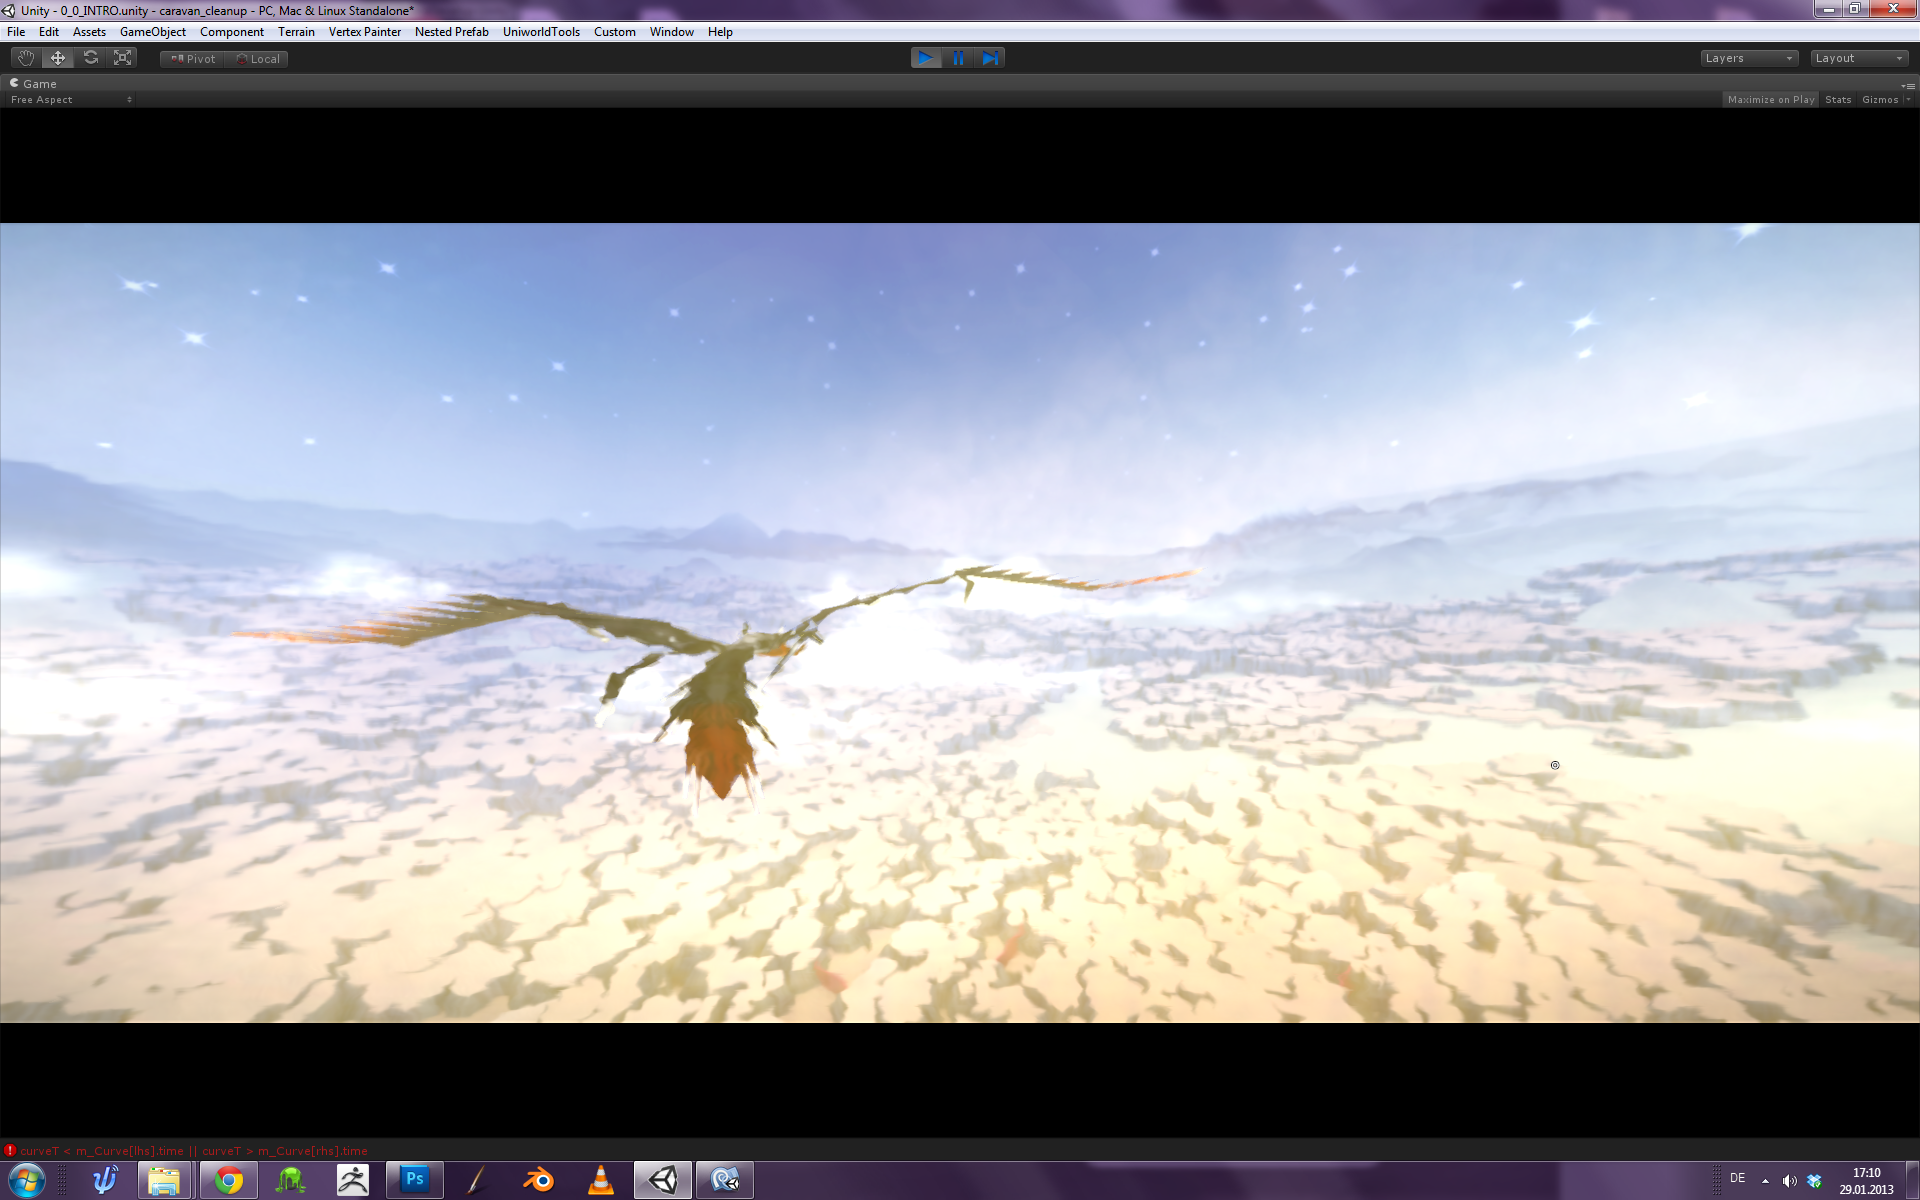 Unity - 0_0_INTRO.unity - caravan_cleanup - PC, Mac & Linux Standalone*
File Edit Assets GameObject Component Terrain Vertex Painter Nested Prefab UniworldTools Custom Window Help
Pivot Local Layers Layout
Game
Free Aspect Maximize on Play Stats Gizmos
curveT < m_Curve[lhs].time || curveT > m_Curve[rhs].time
Ps
DE
17:10
29.01.2013